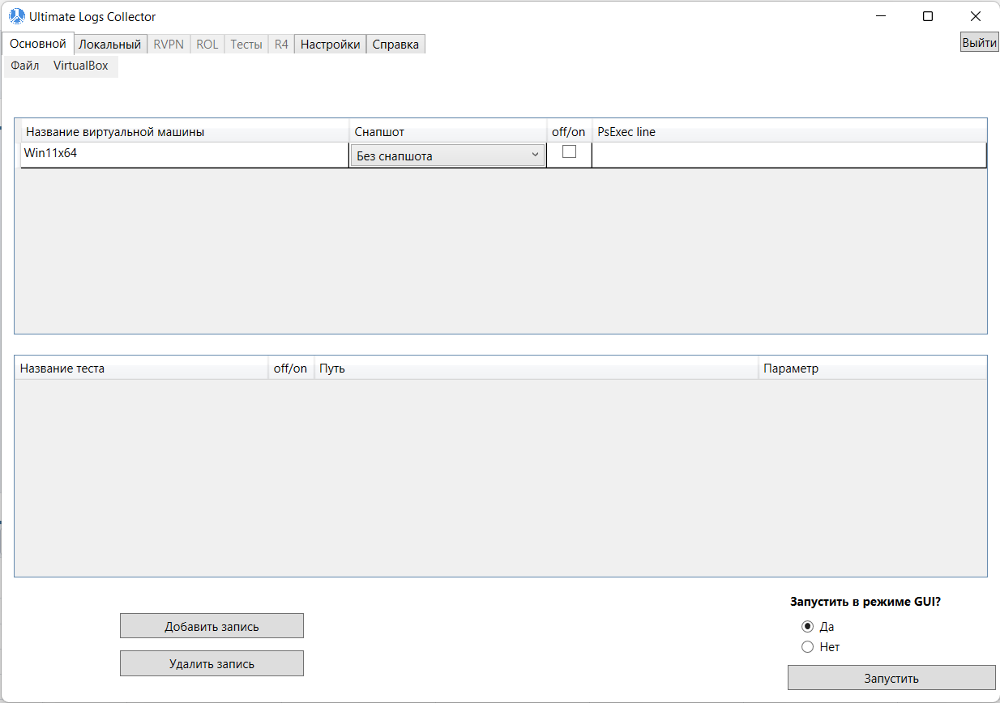 Ultimate Logs Collector
Основной Локальный RVPN ROL Тесты R4 Настройки Справка Выйти
Файл VirtualBox
Название виртуальной машины Снапшот off/on PsExec line
Win11x64 Без снапшота
Название теста off/on Путь Параметр
Запустить в режиме GUI?
Добавить запись Да
Нет
Удалить запись
Запустить